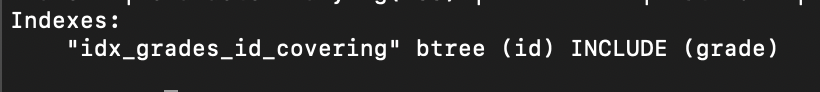 Indexes:
"idx_grades_id_covering" btree (id) INCLUDE (grade)